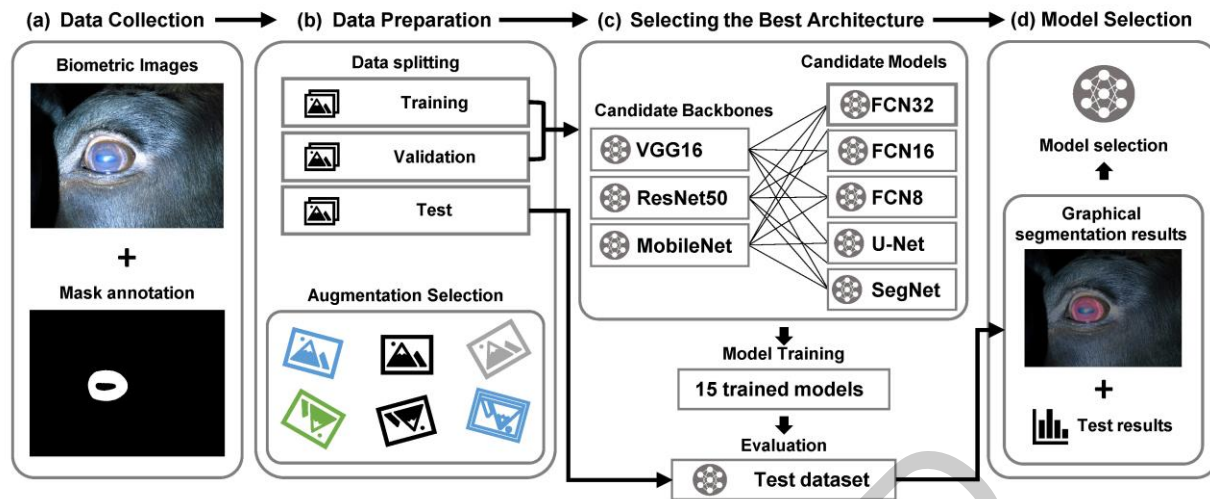 (a) Data Collection
(b) Data Preparation
(c) Selecting the Best Architecture
(d) Model Selection
Biometric Images
+
Mask annotation
Data splitting
Training
Validation
Test
Augmentation Selection
Candidate Backbones
VGG16
ResNet50
MobileNet
Candidate Models
FCN32
FCN16
FCN8
U-Net
SegNet
Model Training
15 trained models
Evaluation
Test dataset
Model selection
Graphical
segmentation results
+
Test results